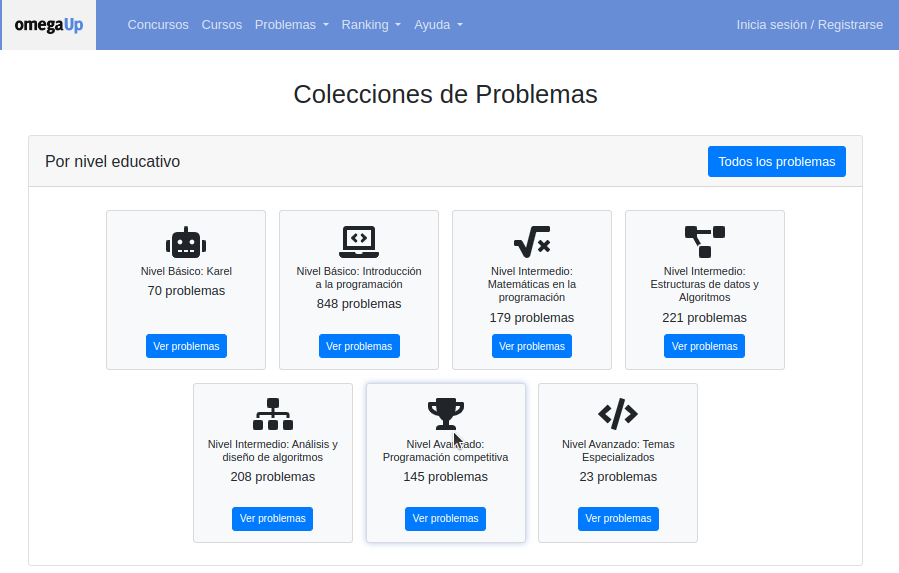 omegaUp Concursos Cursos Problemas Ranking Ayuda Inicia sesión / Registrarse
Colecciones de Problemas
Por nivel educativo
Todos los problemas
Nivel Básico: Karel
70 problemas
Ver problemas
Nivel Básico: Introducción
a la programación
848 problemas
Ver problemas
Nivel Intermedio:
Matemáticas en la
programación
179 problemas
Ver problemas
Nivel Intermedio:
Estructuras de datos y
Algoritmos
221 problemas
Ver problemas
Nivel Intermedio: Análisis y
diseño de algoritmos
208 problemas
Ver problemas
Nivel Avanzado:
Programación competitiva
145 problemas
Ver problemas
Nivel Avanzado: Temas
Especializados
23 problemas
Ver problemas